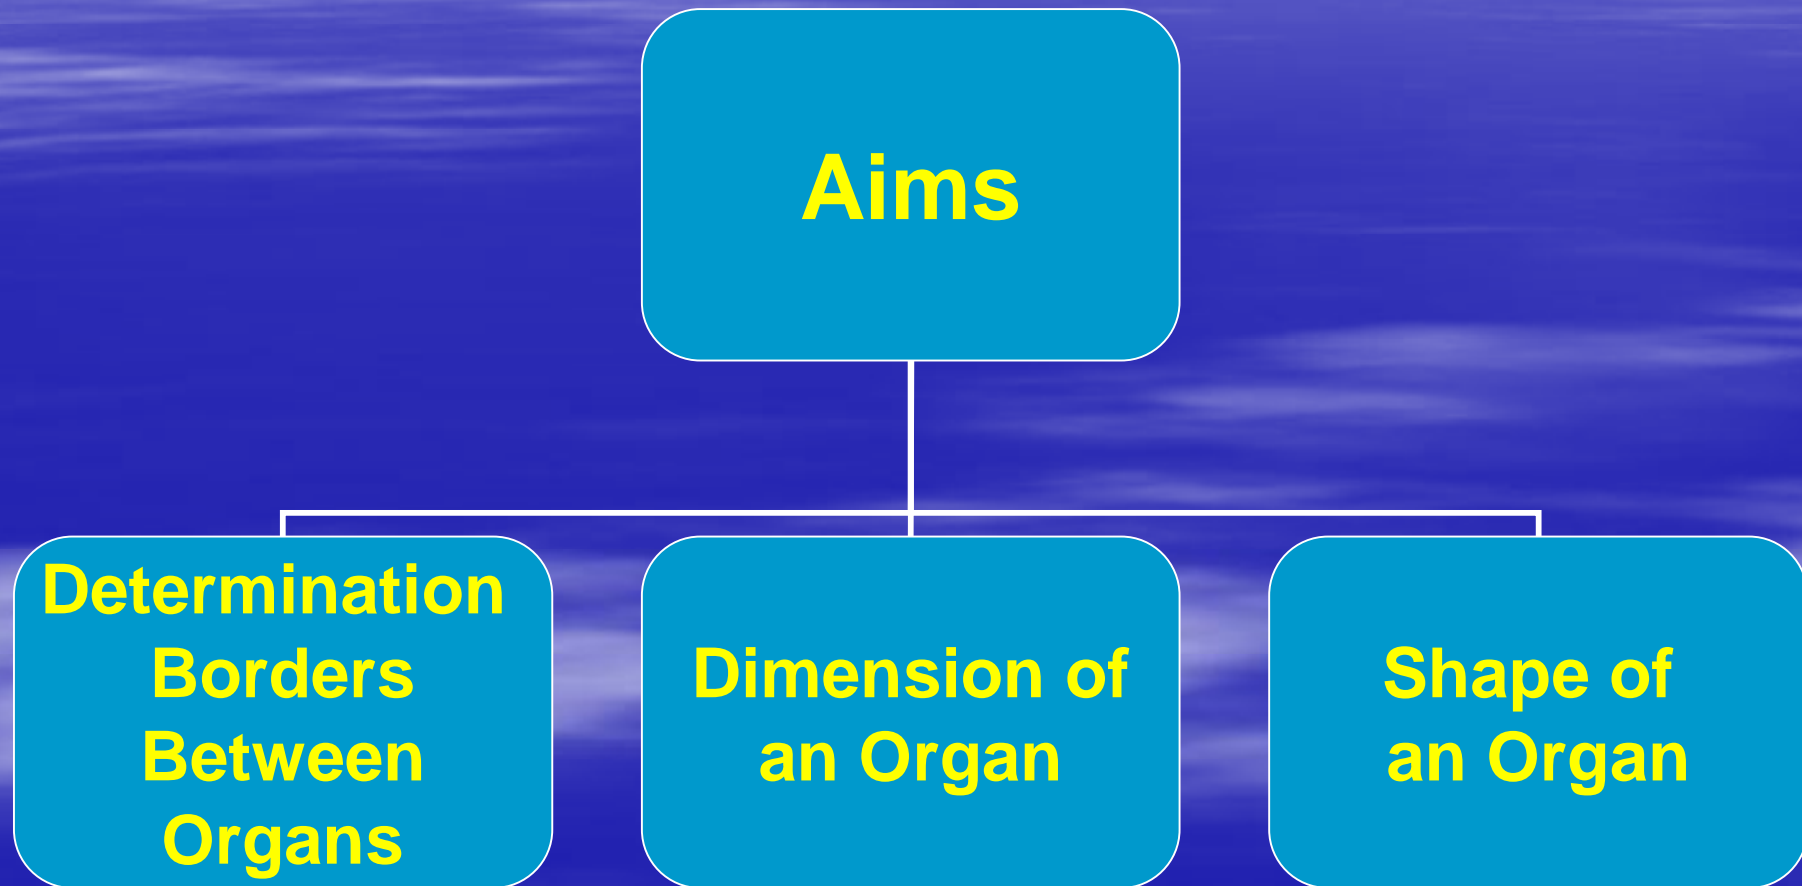 Aims
Determination
Borders
Between
Organs
Dimension of
an Organ
Shape of
an Organ